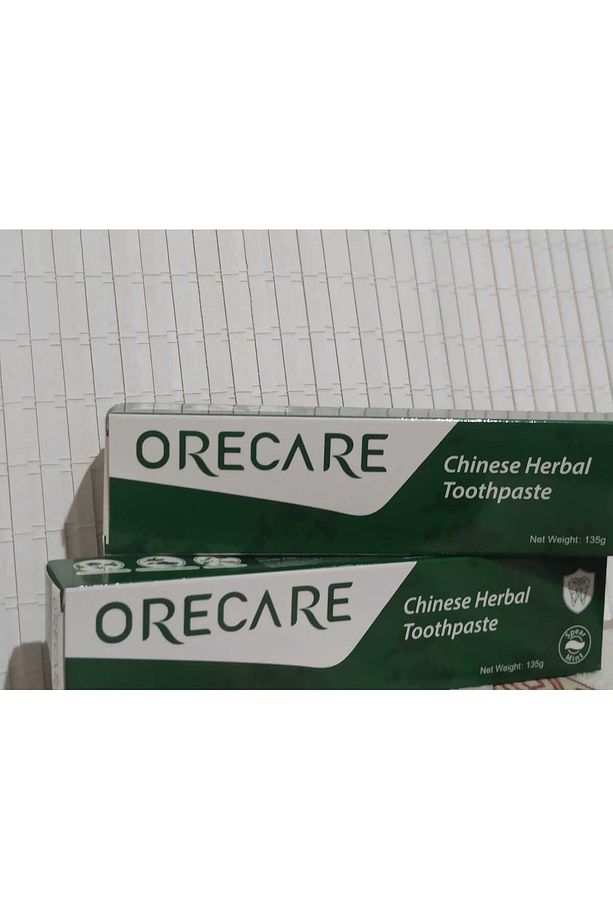 ORECARE
Chinese Herbal
Toothpaste
Net Weight: 135g
ORECARE
Chinese Herbal
Toothpaste
Net Weight: 135g
Spear
Mint